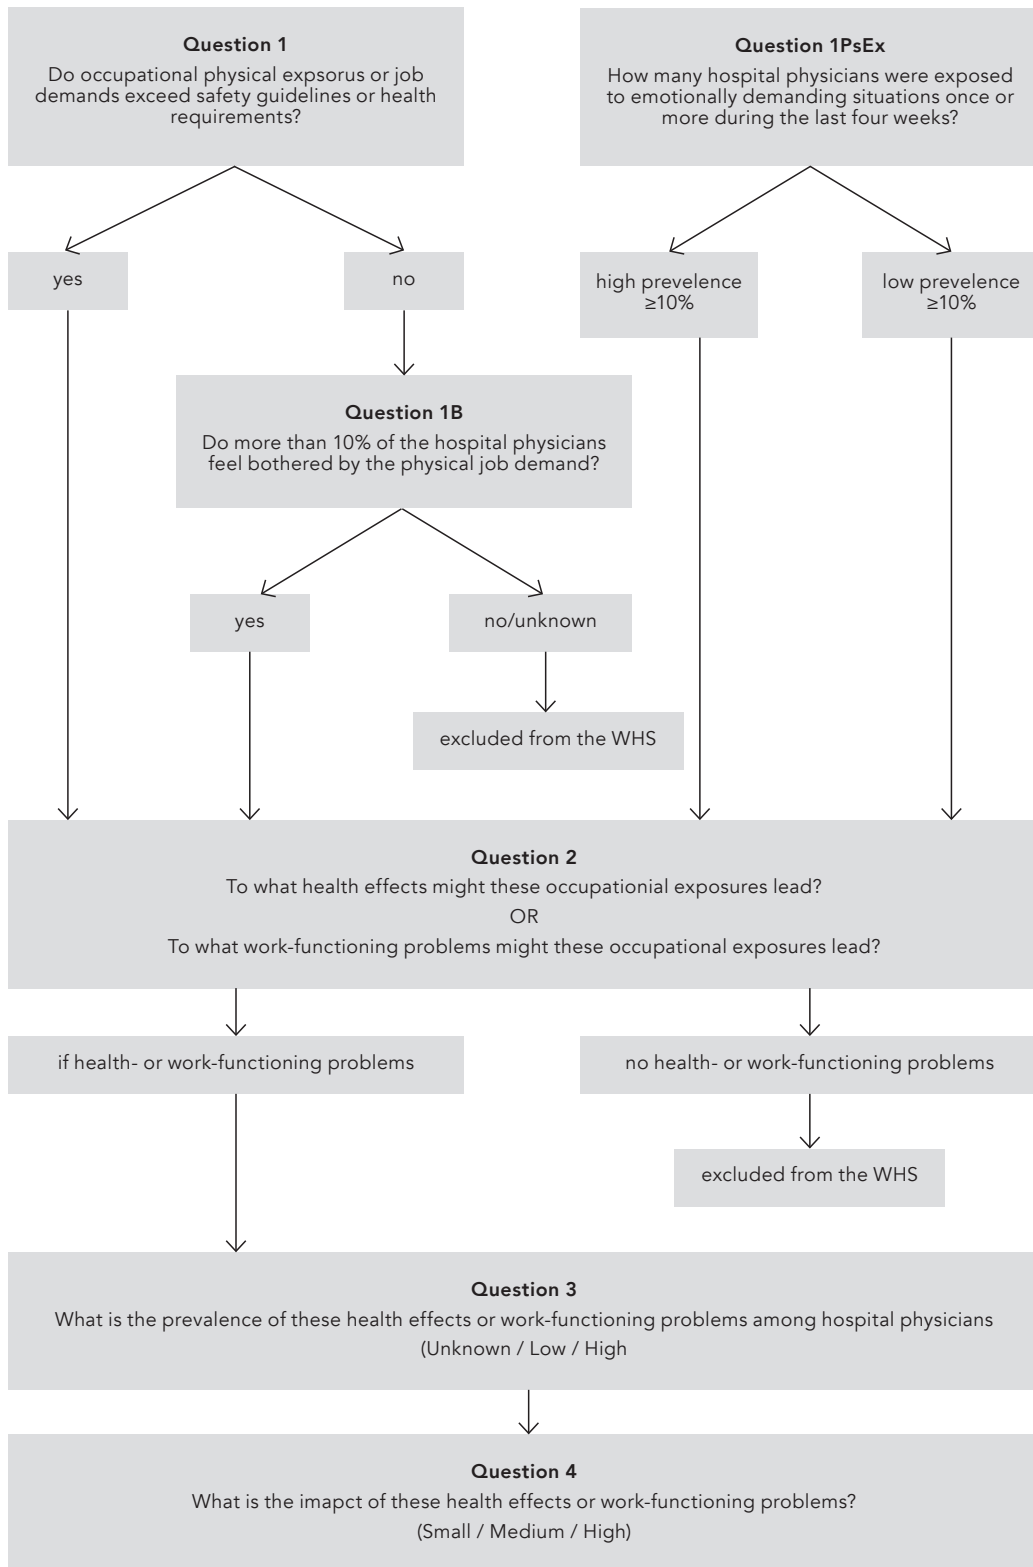 Question 1
Do occupational physical expsorus or job
demands exceed safety guidelines or health
requirements?
Question 1PsEx
How many hospital physicians were exposed
to emotionally demanding situations once or
more during the last four weeks?
yes
no
high prevelence
≥10%
low prevelence
≥10%
Question 1B
Do more than 10% of the hospital physicians
feel bothered by the physical job demand?
yes
no/unknown
excluded from the WHS
Question 2
To what health effects might these occupationial exposures lead?
OR
To what work-functioning problems might these occupational exposures lead?
if health- or work-functioning problems
no health- or work-functioning problems
excluded from the WHS
Question 3
What is the prevalence of these health effects or work-functioning problems among hospital physicians
(Unknown / Low / High
Question 4
What is the imapct of these health effects or work-functioning problems?
(Small / Medium / High)